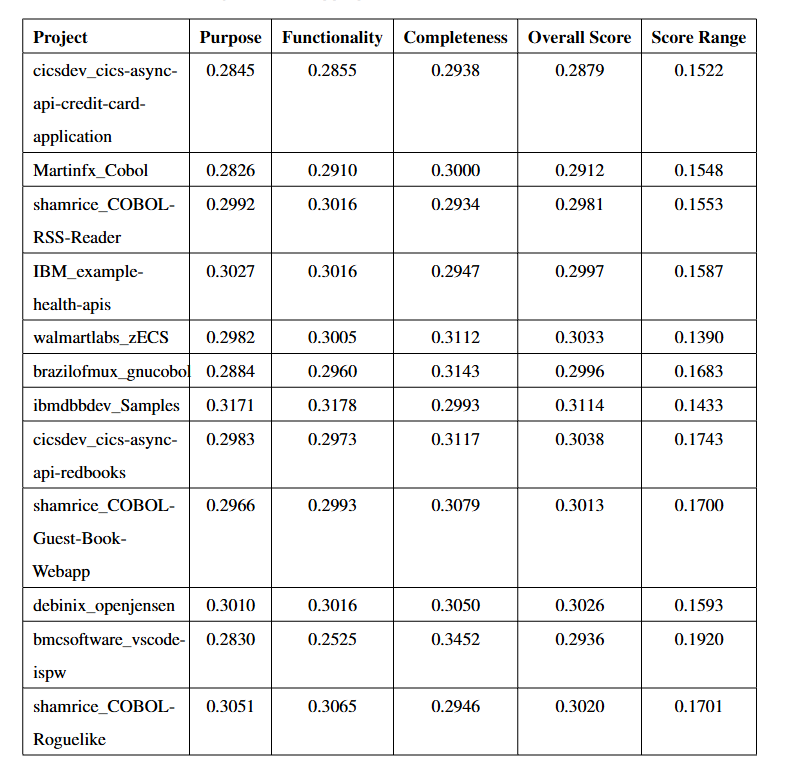 Project Purpose Functionality Completeness Overall Score Score Range
cicsdev_cics-async- 0.2845 0.2855 0.2938 0.2879 0.1522
api-credit-card-
application
Martinfx_Cobol 0.2826 0.2910 0.3000 0.2912 0.1548
shamrice_COBOL- 0.2992 0.3016 0.2934 0.2981 0.1553
RSS-Reader
IBM_example- 0.3027 0.3016 0.2947 0.2997 0.1587
health-apis
walmartlabs_zECS 0.2982 0.3005 0.3112 0.3033 0.1390
brazilofmux_gnucobol 0.2884 0.2960 0.3143 0.2996 0.1683
ibmdbbdev_Samples 0.3171 0.3178 0.2993 0.3114 0.1433
cicsdev_cics-async- 0.2983 0.2973 0.3117 0.3038 0.1743
api-redbooks
shamrice_COBOL- 0.2966 0.2993 0.3079 0.3013 0.1700
Guest-Book-
Webapp
debinix_openjensen 0.3010 0.3016 0.3050 0.3026 0.1593
bmcsoftware_vscode- 0.2830 0.2525 0.3452 0.2936 0.1920
ispw
shamrice_COBOL- 0.3051 0.3065 0.2946 0.3020 0.1701
Roguelike